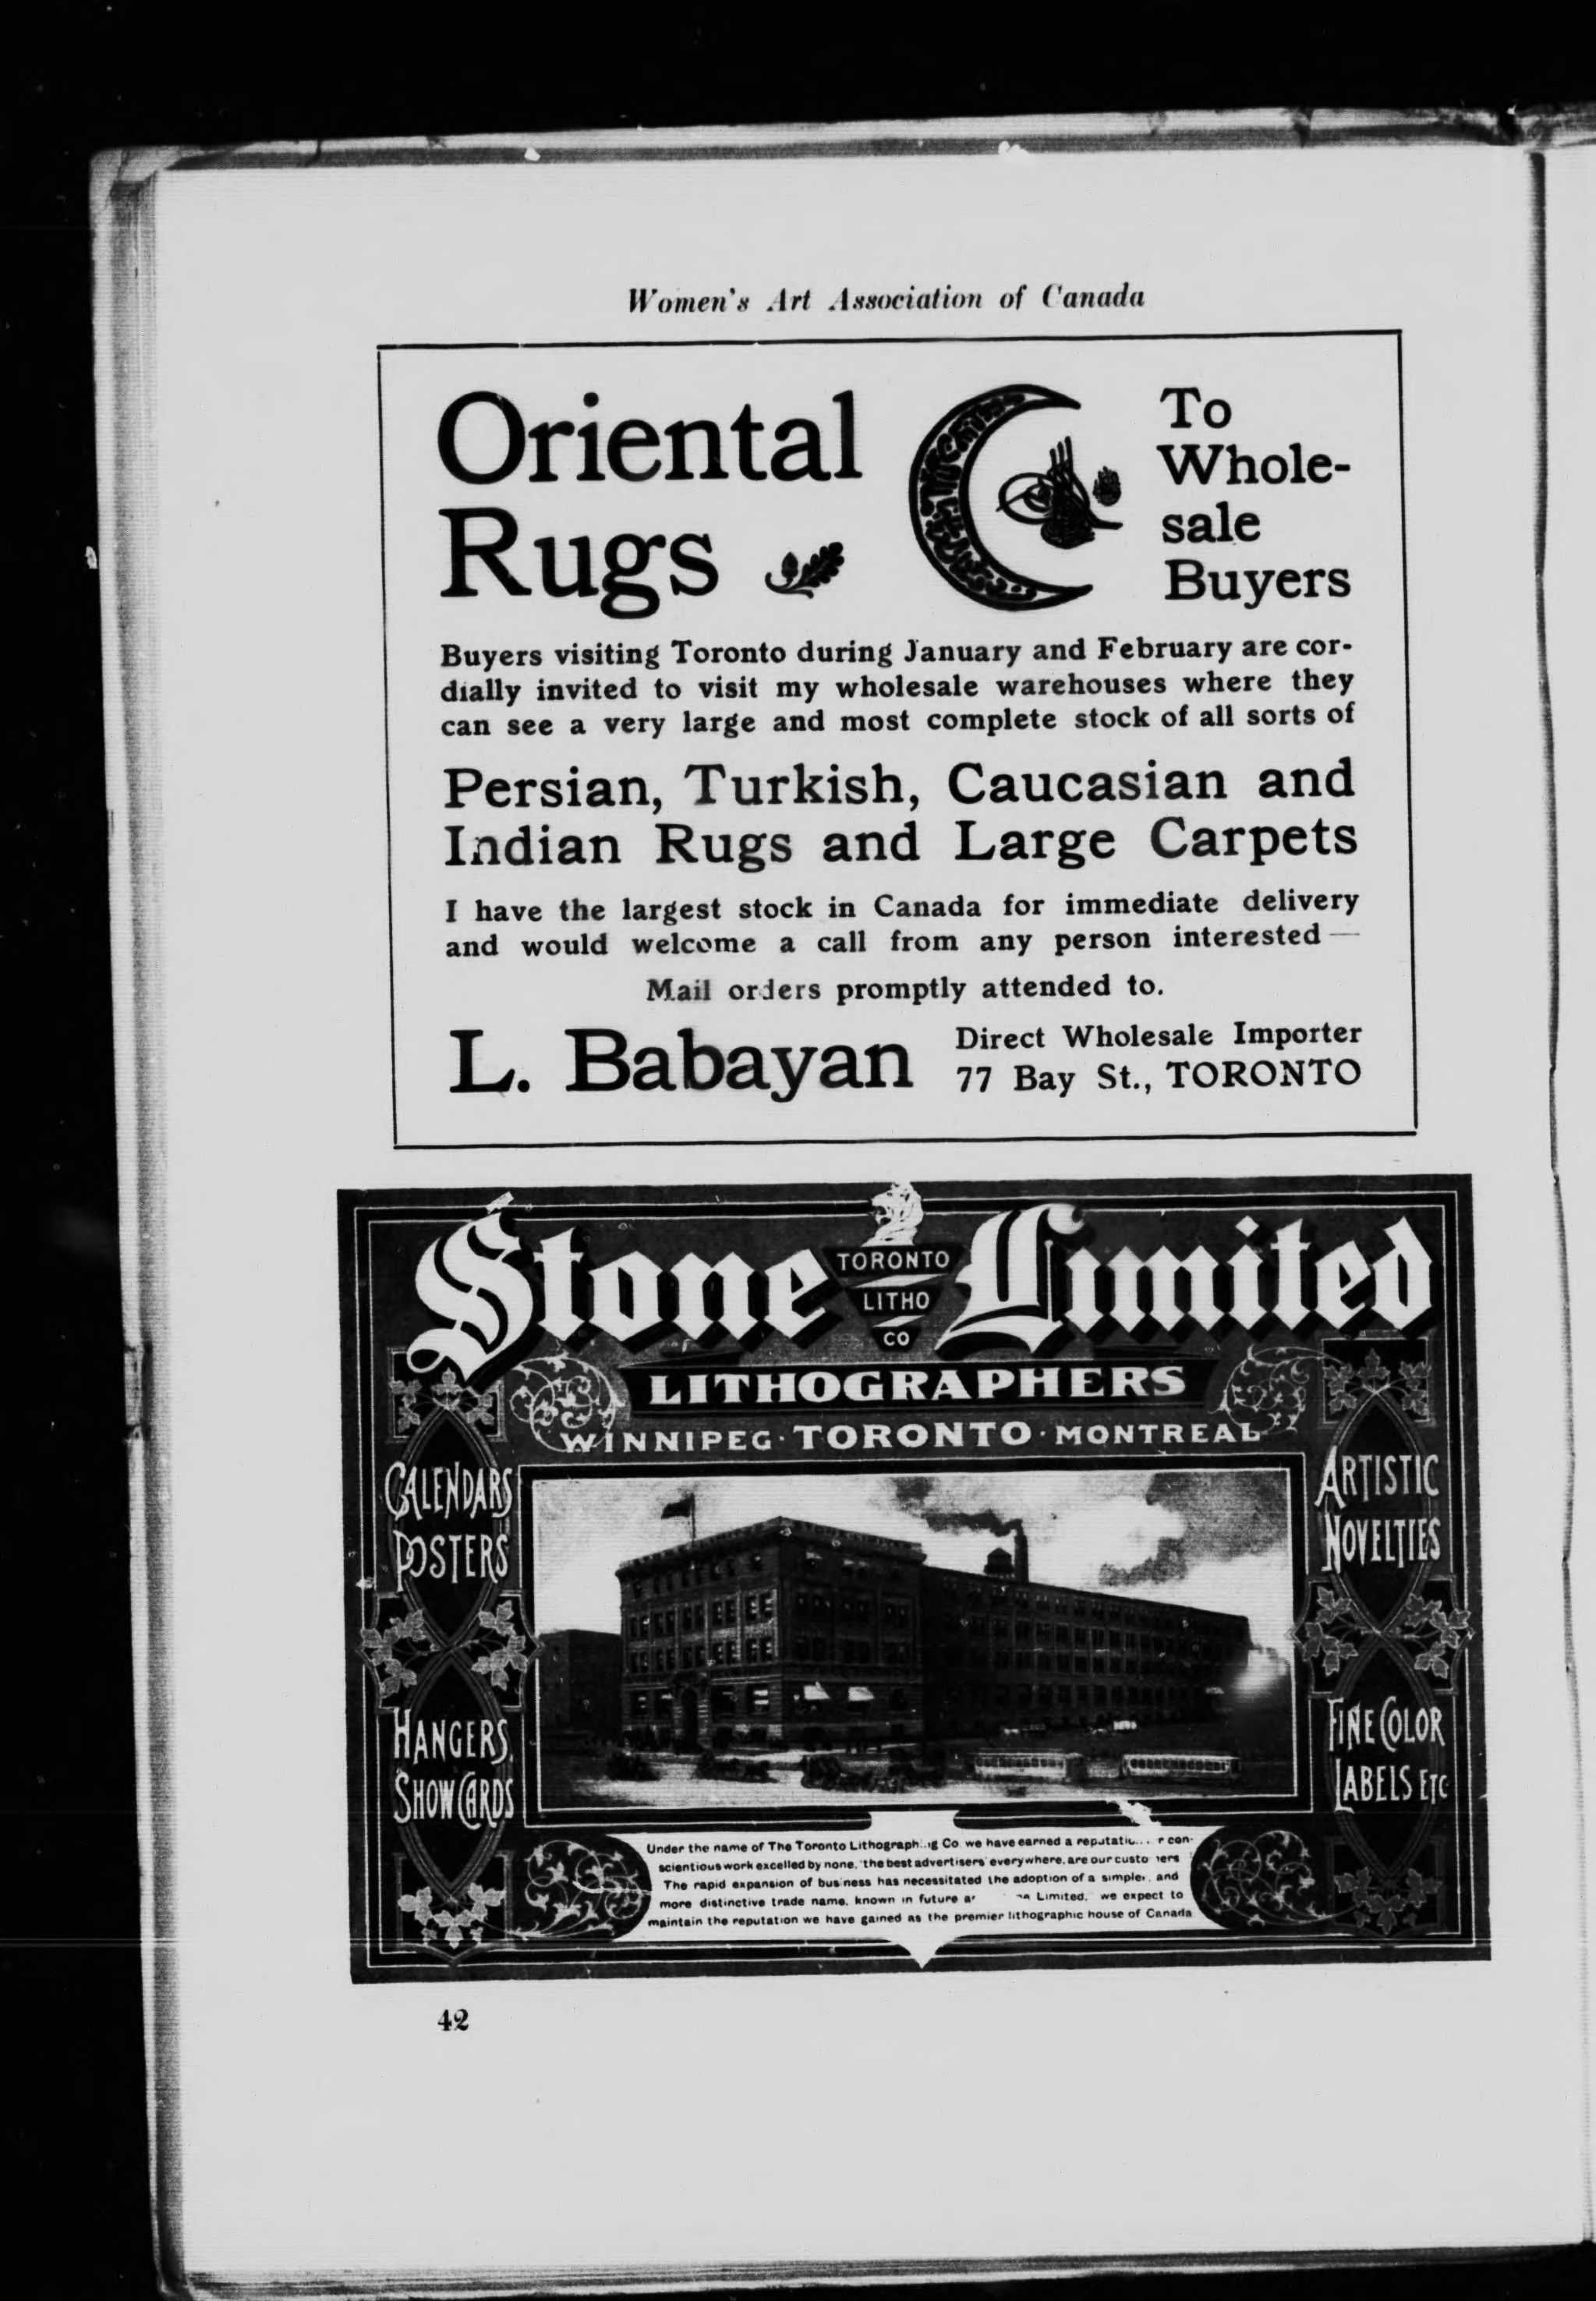 Women's Art Association of Canada
Oriental
Rugs
To
Whole-
sale
Buyers
Buyers visiting Toronto during January and February are cor-
dially invited to visit my wholesale warehouses where they
can see a very large and most complete stock of all sorts of
Persian, Turkish, Caucasian and
Indian Rugs and Large Carpets
I have the largest stock in Canada for immediate delivery
and would welcome a call from any person interested—
Mail orders promptly attended to.
L. Babayan
Direct Wholesale Importer
77 Bay St., TORONTO
Stone Limited
TORONTO
LITHO
CO
LITHOGRAPHERS
WINNIPEG · TORONTO · MONTREAL
CALENDARS
POSTERS
HANGERS,
SHOW CARDS
ARTISTIC
NOVELTIES
FINE COLOR
LABELS ETC
Under the name of The Toronto Lithographing Co we have earned a con-
scientious work excelled by none, the best advertisers everywhere, are our customers
The rapid expansion of business has necessitated the adoption of a simpler, and
more distinctive trade name, known in future Limited, we expect to
maintain the reputation we have gained as the premier lithographic house of Canada
42